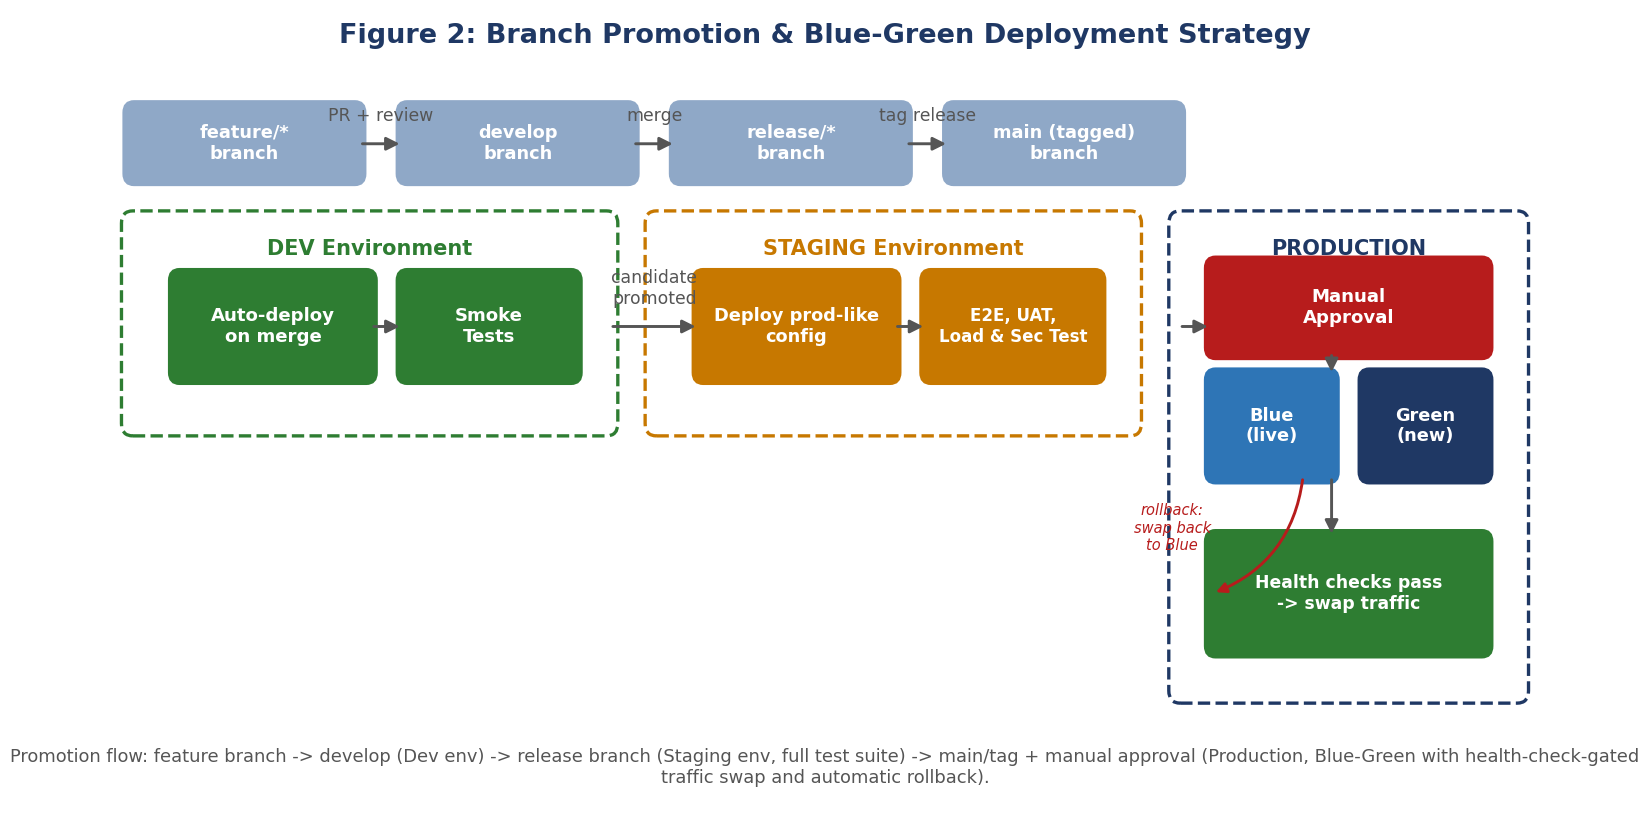 Figure 2: Branch Promotion & Blue-Green Deployment Strategy
feature/*
branch
PR + review
develop
branch
merge
release/*
branch
tag release
main (tagged)
branch
DEV Environment
Auto-deploy
on merge
Smoke
Tests
candidate
promoted
STAGING Environment
Deploy prod-like
config
E2E, UAT,
Load & Sec Test
PRODUCTION
Manual
Approval
Blue
(live)
Green
(new)
rollback:
swap back
to Blue
Health checks pass
-> swap traffic
Promotion flow: feature branch -> develop (Dev env) -> release branch (Staging env, full test suite) -> main/tag + manual approval (Production, Blue-Green with health-check-gated
traffic swap and automatic rollback).